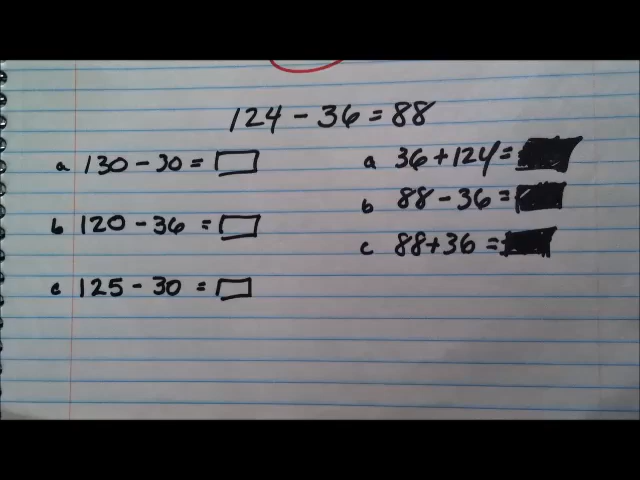 124 - 36 = 88
a 130 - 30 =
b 120 - 36 =
c 125 - 30 =
a 36 + 124 =
b 88 - 36 =
c 88 + 36 =